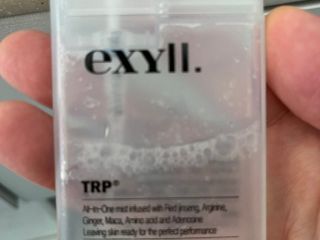 exyll.
TRP®
All-In-One mist infused with Red jinseng, Arginine,
Ginger, Maca, Amino acid and Adenosine
Leaving skin ready for the perfect performance